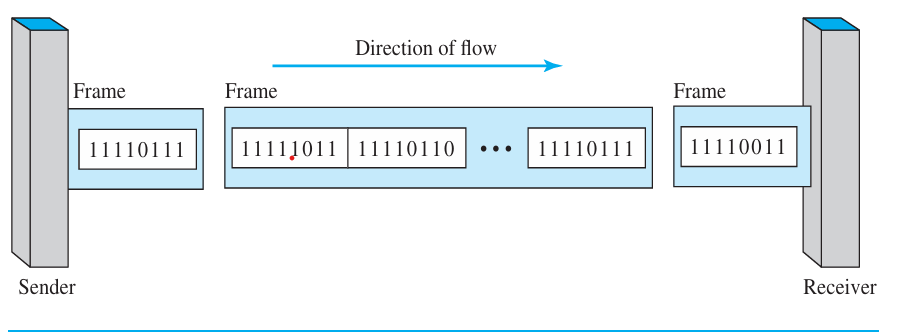 Direction of flow
Frame Frame Frame
11110111 11111011 11110110 ••• 11110111 11110011
Sender Receiver